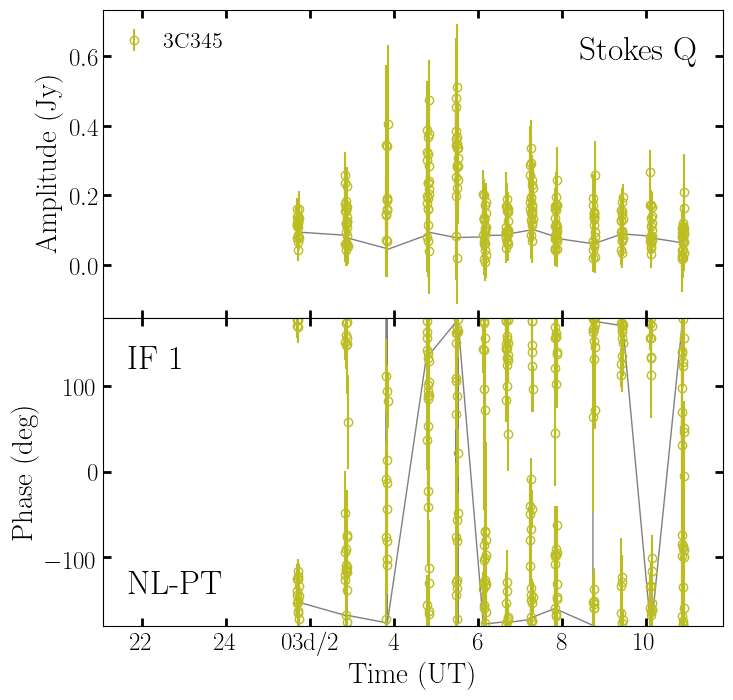 3C345
Stokes Q
0.6
0.4
0.2
0.0
Amplitude (Jy)
IF 1
100
0
−100
Phase (deg)
NL-PT
22 24 03d/2 4 6 8 10
Time (UT)